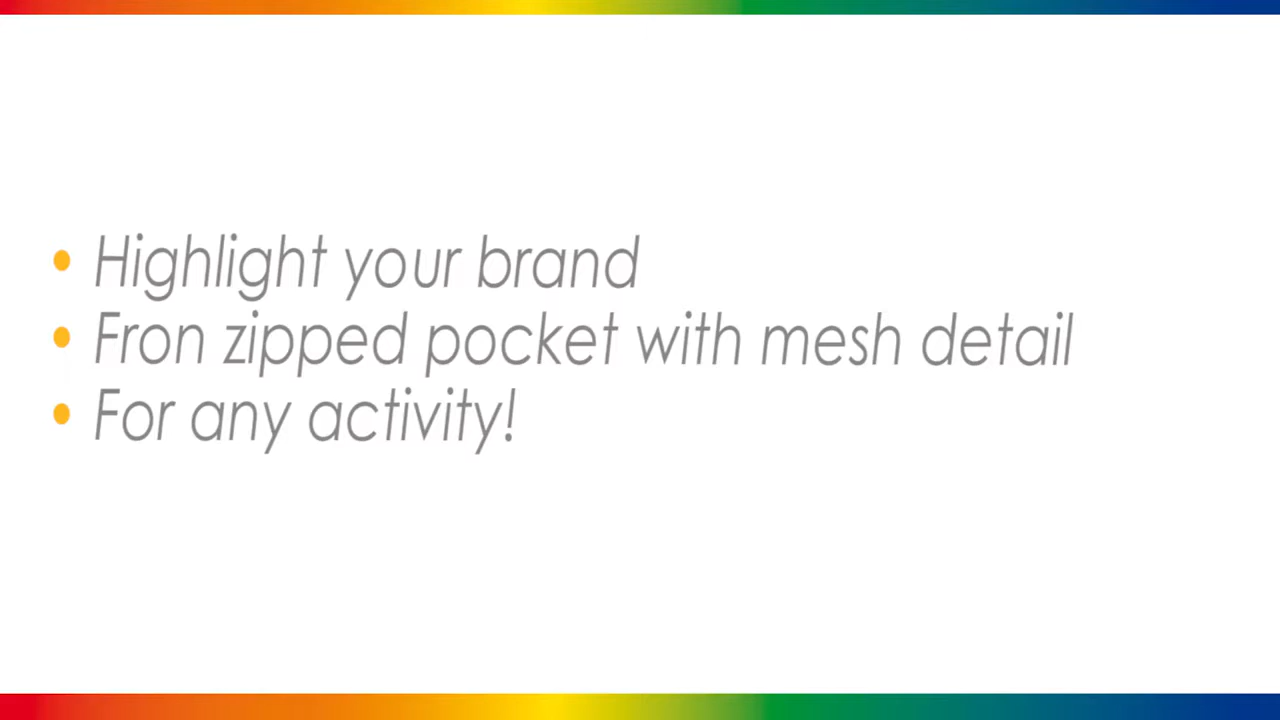 • Highlight your brand
• Fron zipped pocket with mesh detail
• For any activity!